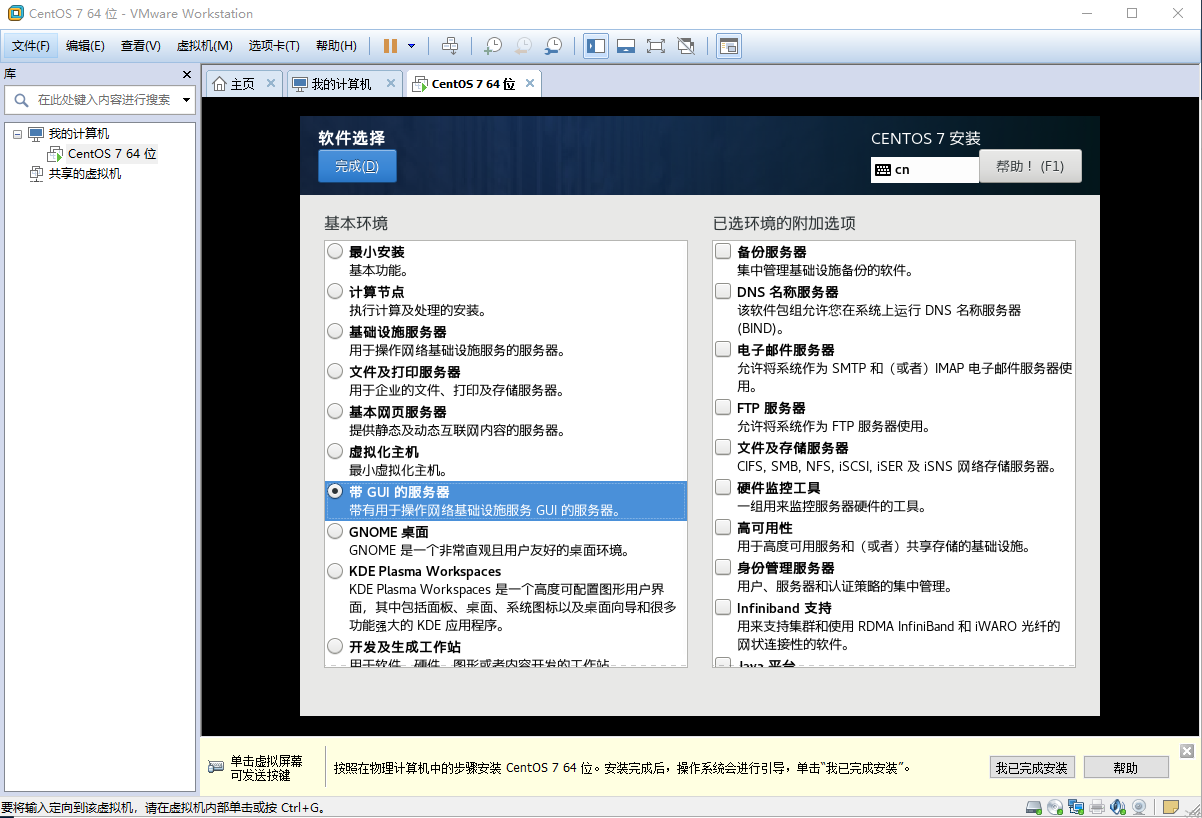 CentOS 7 64 位 - VMware Workstation
文件(F) 编辑(E) 查看(V) 虚拟机(M) 选项卡(T) 帮助(H)
库
在此处键入内容进行搜索
我的计算机
CentOS 7 64 位
共享的虚拟机
主页 我的计算机 CentOS 7 64 位
软件选择
完成(D)
CENTOS 7 安装
cn
帮助！ (F1)
基本环境
最小安装
基本功能。
计算节点
执行计算及处理的安装。
基础设施服务器
用于操作网络基础设施服务的服务器。
文件及打印服务器
用于企业的文件、打印及存储服务器。
基本网页服务器
提供静态及动态互联网内容的服务器。
虚拟化主机
最小虚拟化主机。
带 GUI 的服务器
带有用于操作网络基础设施服务 GUI 的服务器。
GNOME 桌面
GNOME 是一个非常直观且用户友好的桌面环境。
KDE Plasma Workspaces
KDE Plasma Workspaces 是一个高度可配置图形用户界
面，其中包括面板、桌面、系统图标以及桌面向导和很多
功能强大的 KDE 应用程序。
开发及生成工作站
用于软件、硬件、图形或者内容开发的工作站
已选环境的附加选项
备份服务器
集中管理基础设施备份的软件。
DNS 名称服务器
该软件包组允许您在系统上运行 DNS 名称服务器
(BIND)。
电子邮件服务器
允许将系统作为 SMTP 和（或者）IMAP 电子邮件服务器使
用。
FTP 服务器
允许将系统作为 FTP 服务器使用。
文件及存储服务器
CIFS, SMB, NFS, iSCSI, iSER 及 iSNS 网络存储服务器。
硬件监控工具
一组用来监控服务器硬件的工具。
高可用性
用于高度可用服务和（或者）共享存储的基础设施。
身份管理服务器
用户、服务器和认证策略的集中管理。
Infiniband 支持
用来支持集群和使用 RDMA InfiniBand 和 iWARO 光纤的
网状连接性的软件。
Java 平台
单击虚拟屏幕
可发送按键
按照在物理计算机中的步骤安装 CentOS 7 64 位。安装完成后，操作系统会进行引导，单击“我已完成安装”。
我已完成安装 帮助
要将输入定向到该虚拟机，请在虚拟机内部单击或按 Ctrl+G。